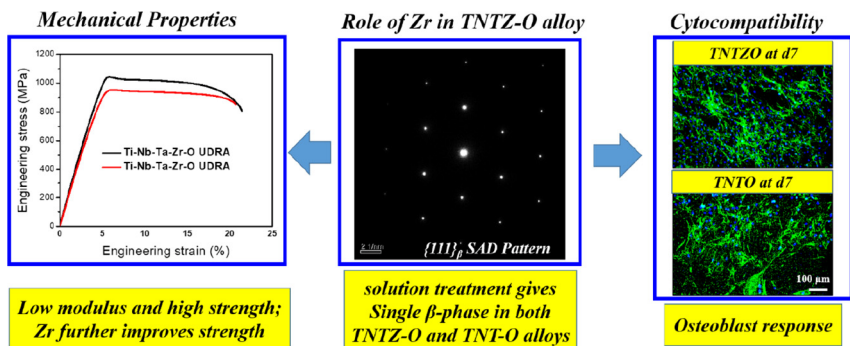 Mechanical Properties
Role of Zr in TNTZ-O alloy
Cytocompatibility
1200
1000
800
600
400
200
0
Engineering stress (MPa)
Ti-Nb-Ta-Zr-O UDRA
Ti-Nb-Ta-Zr-O UDRA
0 5 10 15 20 25
Engineering strain (%)
Low modulus and high strength;
Zr further improves strength
{111}β SAD Pattern
solution treatment gives
Single β-phase in both
TNTZ-O and TNT-O alloys
TNTZO at d7
TNTO at d7
100 µm
Osteoblast response